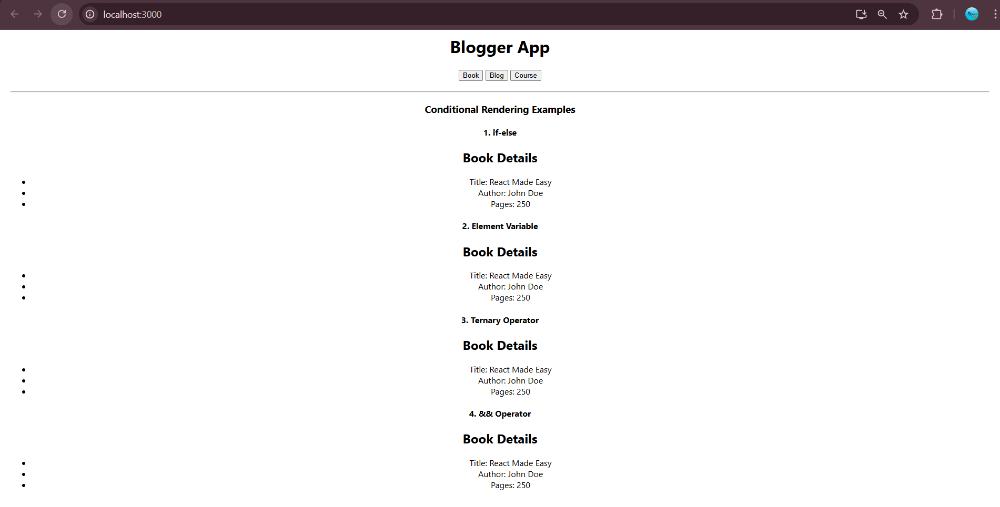 localhost:3000
Blogger App
Book Blog Course
Conditional Rendering Examples
1. if-else
Book Details
Title: React Made Easy
Author: John Doe
Pages: 250
2. Element Variable
Book Details
Title: React Made Easy
Author: John Doe
Pages: 250
3. Ternary Operator
Book Details
Title: React Made Easy
Author: John Doe
Pages: 250
4. && Operator
Book Details
Title: React Made Easy
Author: John Doe
Pages: 250